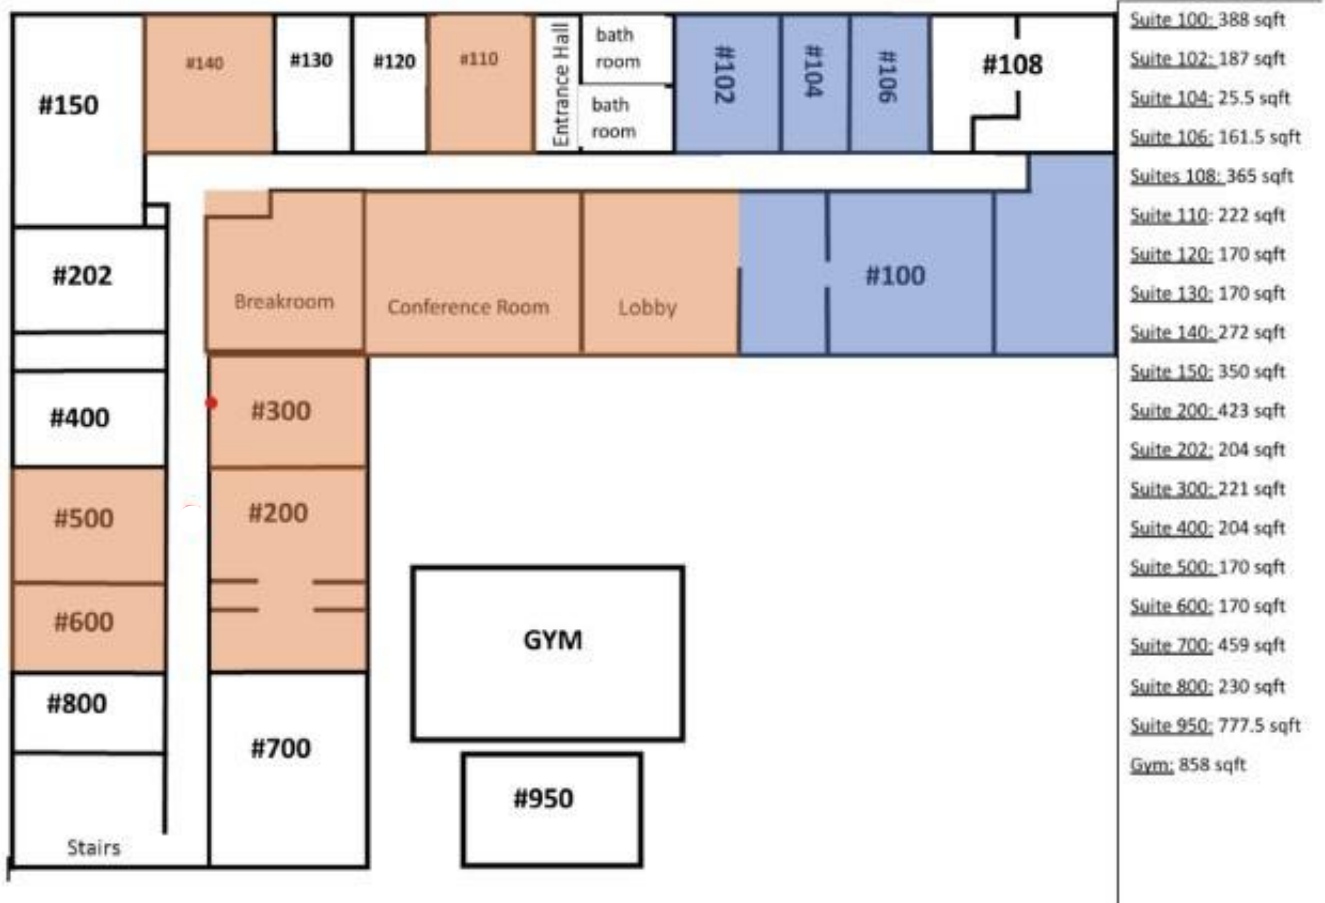 #150
#140
#130
#120
#110
Entrance Hall
bath
room
bath
room
#102
#104
#106
#108
#202
Breakroom
Conference Room
Lobby
#100
#400
#300
#500
#200
#600
#800
#700
Stairs
GYM
#950
Suite 100: 388 sqft
Suite 102: 187 sqft
Suite 104: 25.5 sqft
Suite 106: 161.5 sqft
Suites 108: 365 sqft
Suite 110: 222 sqft
Suite 120: 170 sqft
Suite 130: 170 sqft
Suite 140: 272 sqft
Suite 150: 350 sqft
Suite 200: 423 sqft
Suite 202: 204 sqft
Suite 300: 221 sqft
Suite 400: 204 sqft
Suite 500: 170 sqft
Suite 600: 170 sqft
Suite 700: 459 sqft
Suite 800: 230 sqft
Suite 950: 777.5 sqft
Gym: 858 sqft